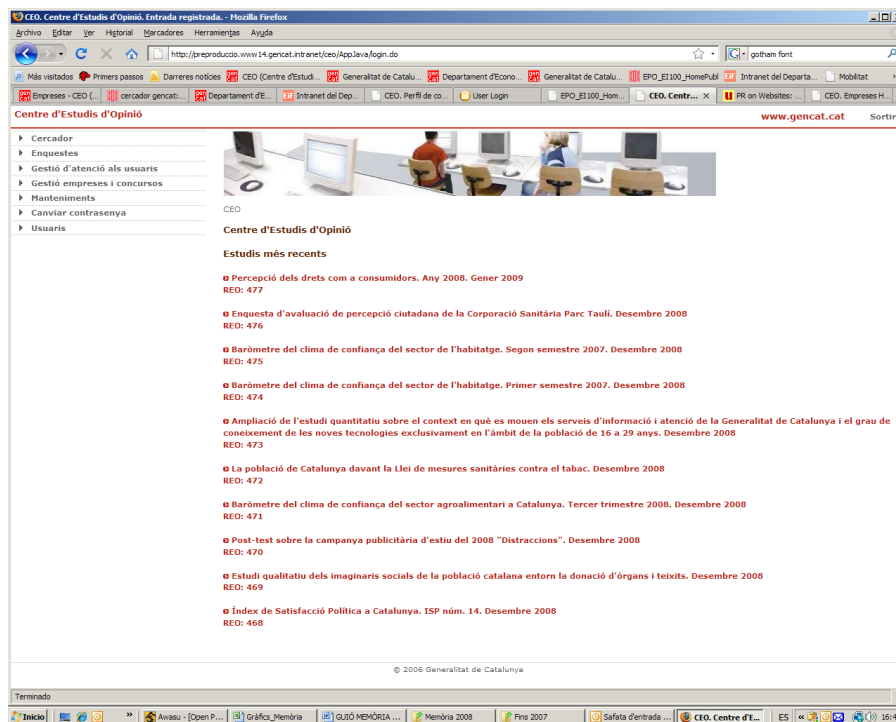 CEO. Centre d'Estudis d'Opinió. Entrada registrada. - Mozilla Firefox
Archivo Editar Ver Historial Marcadores Herramientas Ayuda
http://preproduccio.www14.gencat.intranet/ceo/AppJava/login.do
gotham font
Más visitados Primers passos Darreres notícies CEO (Centre d'Estudi... Generalitat de Catalu... Departament d'Econo... Generalitat de Catalu... EPO_EI100_HomePubl Intranet del Departa... Mobilitat
Empreses - CEO (... cercador gencat:... Departament d'E... Intranet del Dep... CEO. Perfil de co... User Login EPO_EI100_Hom... CEO. Centr... PR on Websites: ... CEO. Empreses H...
Centre d'Estudis d'Opinió
www.gencat.cat Sortir
Cercador
Enquestes
Gestió d'atenció als usuaris
Gestió empreses i concursos
Manteniments
Canviar contrasenya
Usuaris
CEO
Centre d'Estudis d'Opinió
Estudis més recents
Percepció dels drets com a consumidors. Any 2008. Gener 2009
REO: 477
Enquesta d'avaluació de percepció ciutadana de la Corporació Sanitària Parc Taulí. Desembre 2008
REO: 476
Baròmetre del clima de confiança del sector de l'habitatge. Segon semestre 2007. Desembre 2008
REO: 475
Baròmetre del clima de confiança del sector de l'habitatge. Primer semestre 2007. Desembre 2008
REO: 474
Ampliació de l'estudi quantitatiu sobre el context en què es mouen els serveis d'informació i atenció de la Generalitat de Catalunya i el grau de
coneixement de les noves tecnologies exclusivament en l'àmbit de la població de 16 a 29 anys. Desembre 2008
REO: 473
La població de Catalunya davant la Llei de mesures sanitàries contra el tabac. Desembre 2008
REO: 472
Baròmetre del clima de confiança del sector agroalimentari a Catalunya. Tercer trimestre 2008. Desembre 2008
REO: 471
Post-test sobre la campanya publicitària d'estiu del 2008 "Distraccions". Desembre 2008
REO: 470
Estudi qualitatiu dels imaginaris socials de la població catalana entorn la donació d'òrgans i teixits. Desembre 2008
REO: 469
Índex de Satisfacció Política a Catalunya. ISP núm. 14. Desembre 2008
REO: 468
© 2006 Generalitat de Catalunya
Terminado
Inicio Awasu - [Open P... Gràfics_Memòria GUIÓ MEMÒRIA ... Memòria 2008 Fins 2007 Safata d'entrada ... CEO. Centre d'E... ES